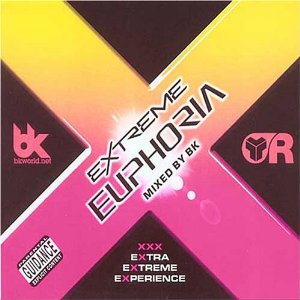 EXTREME
EUPHORIA
MIXED BY BK
bk
bkworld.net
R
PARENTAL
GUIDANCE
EXPLICIT CONTENT
XXX
EXTRA
EXTREME
EXPERIENCE